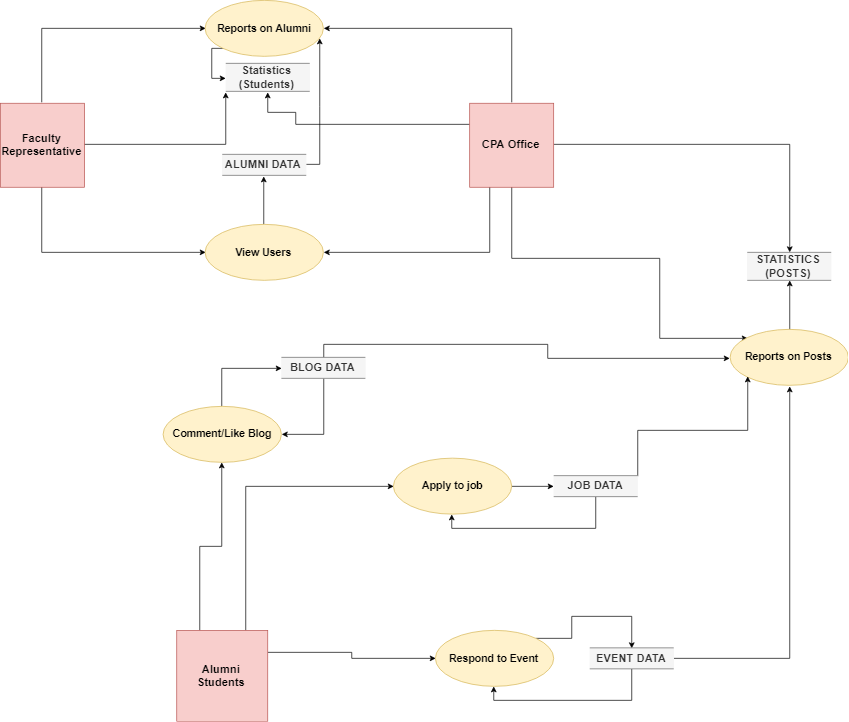 Reports on Alumni
Statistics
(Students)
Faculty
Representative
CPA Office
ALUMNI DATA
View Users
STATISTICS
(POSTS)
Reports on Posts
BLOG DATA
Comment/Like Blog
Apply to job
JOB DATA
Respond to Event
EVENT DATA
Alumni
Students